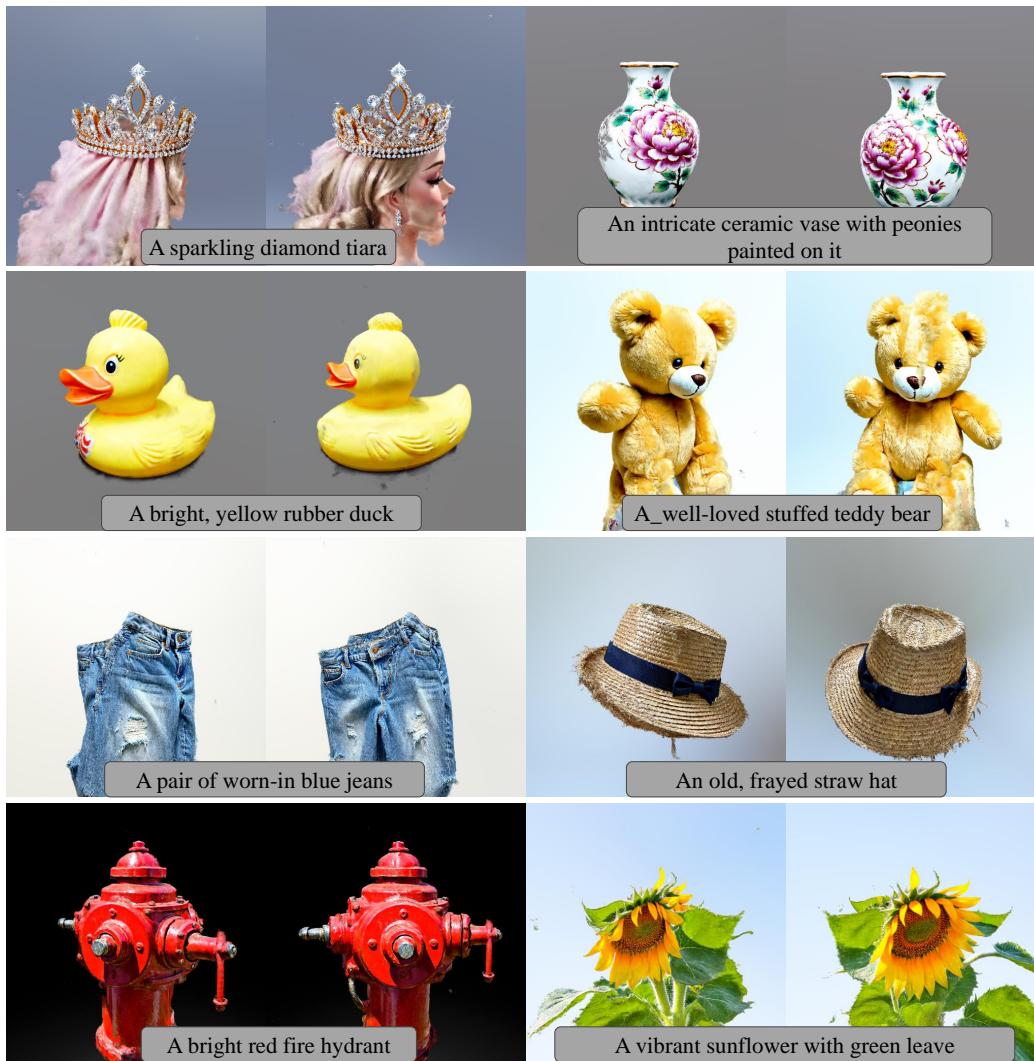 A sparkling diamond tiara
An intricate ceramic vase with peonies
painted on it
A bright, yellow rubber duck
A_well-loved stuffed teddy bear
A pair of worn-in blue jeans
An old, frayed straw hat
A bright red fire hydrant
A vibrant sunflower with green leave